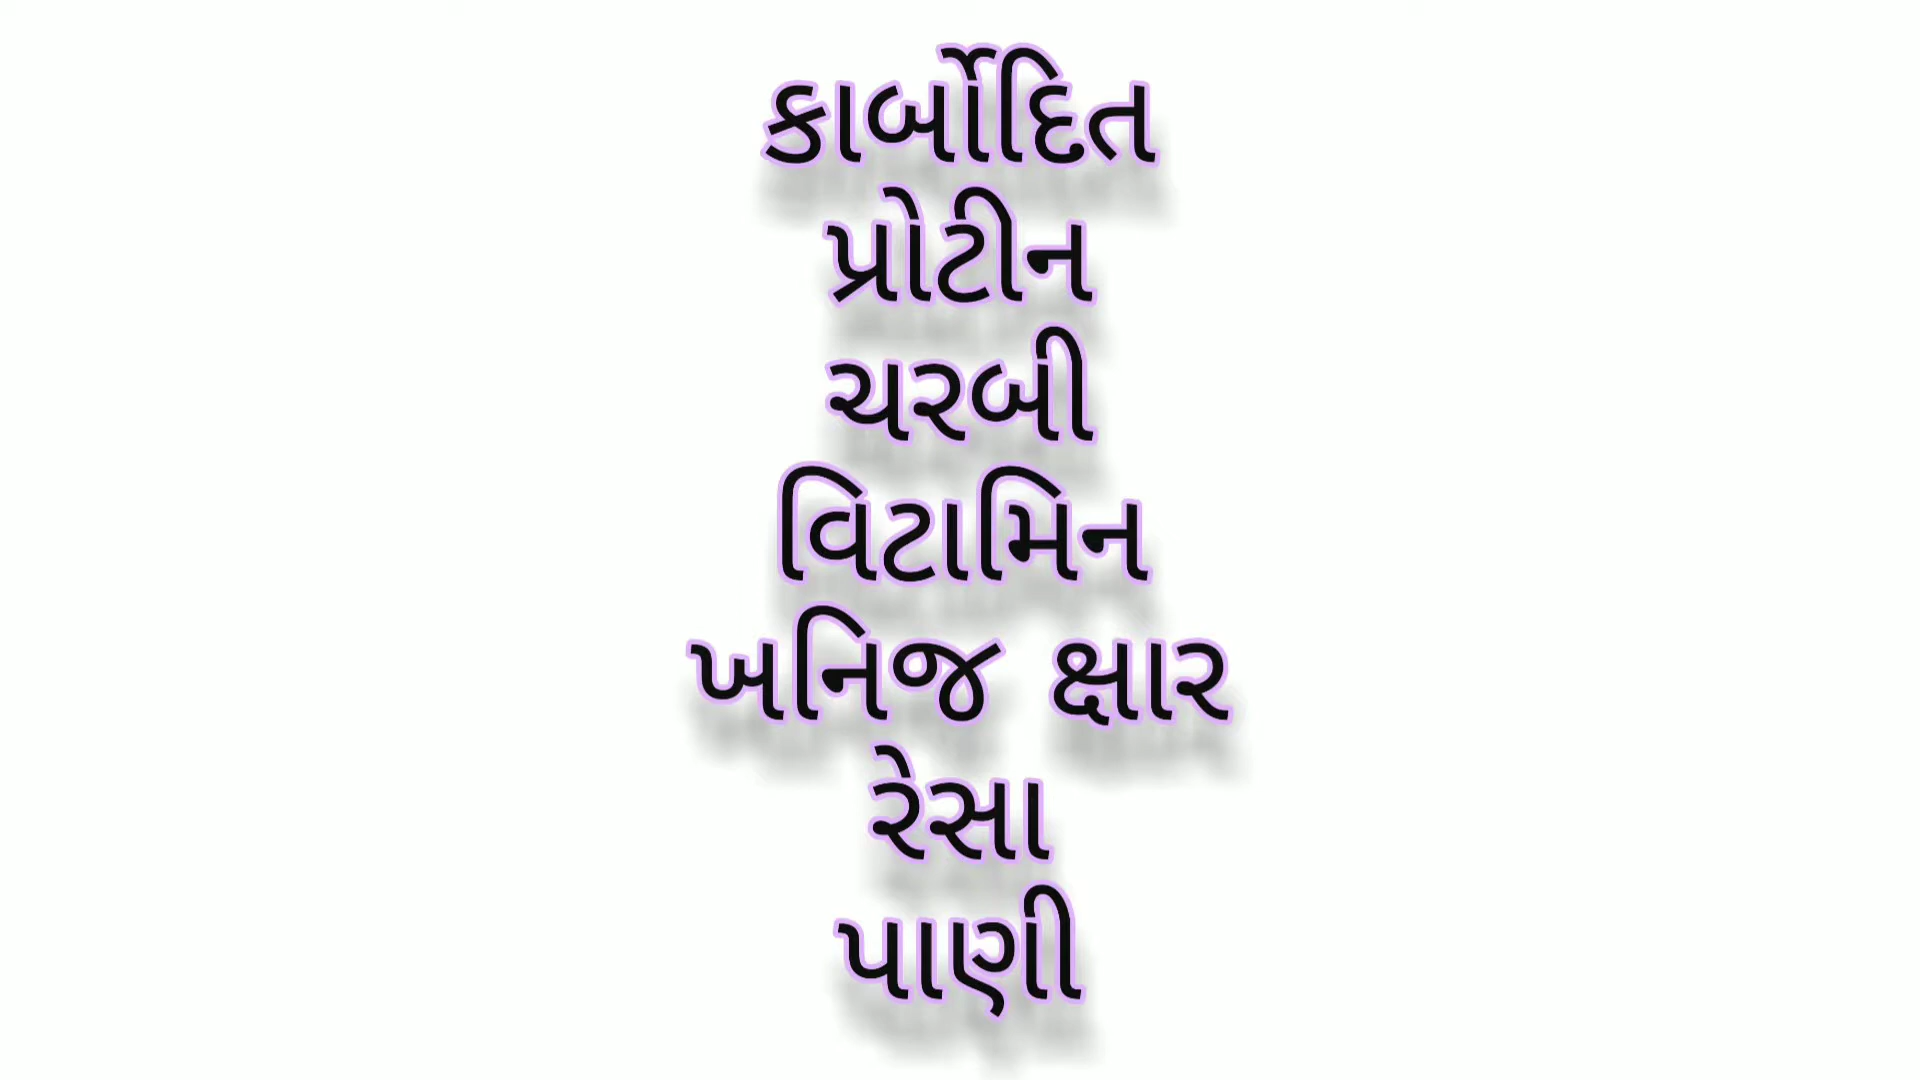 કાર્બોદિત
પ્રોટીન
ચરબી
વિટામિન
ખનિજ ક્ષાર
રેસા
પાણી